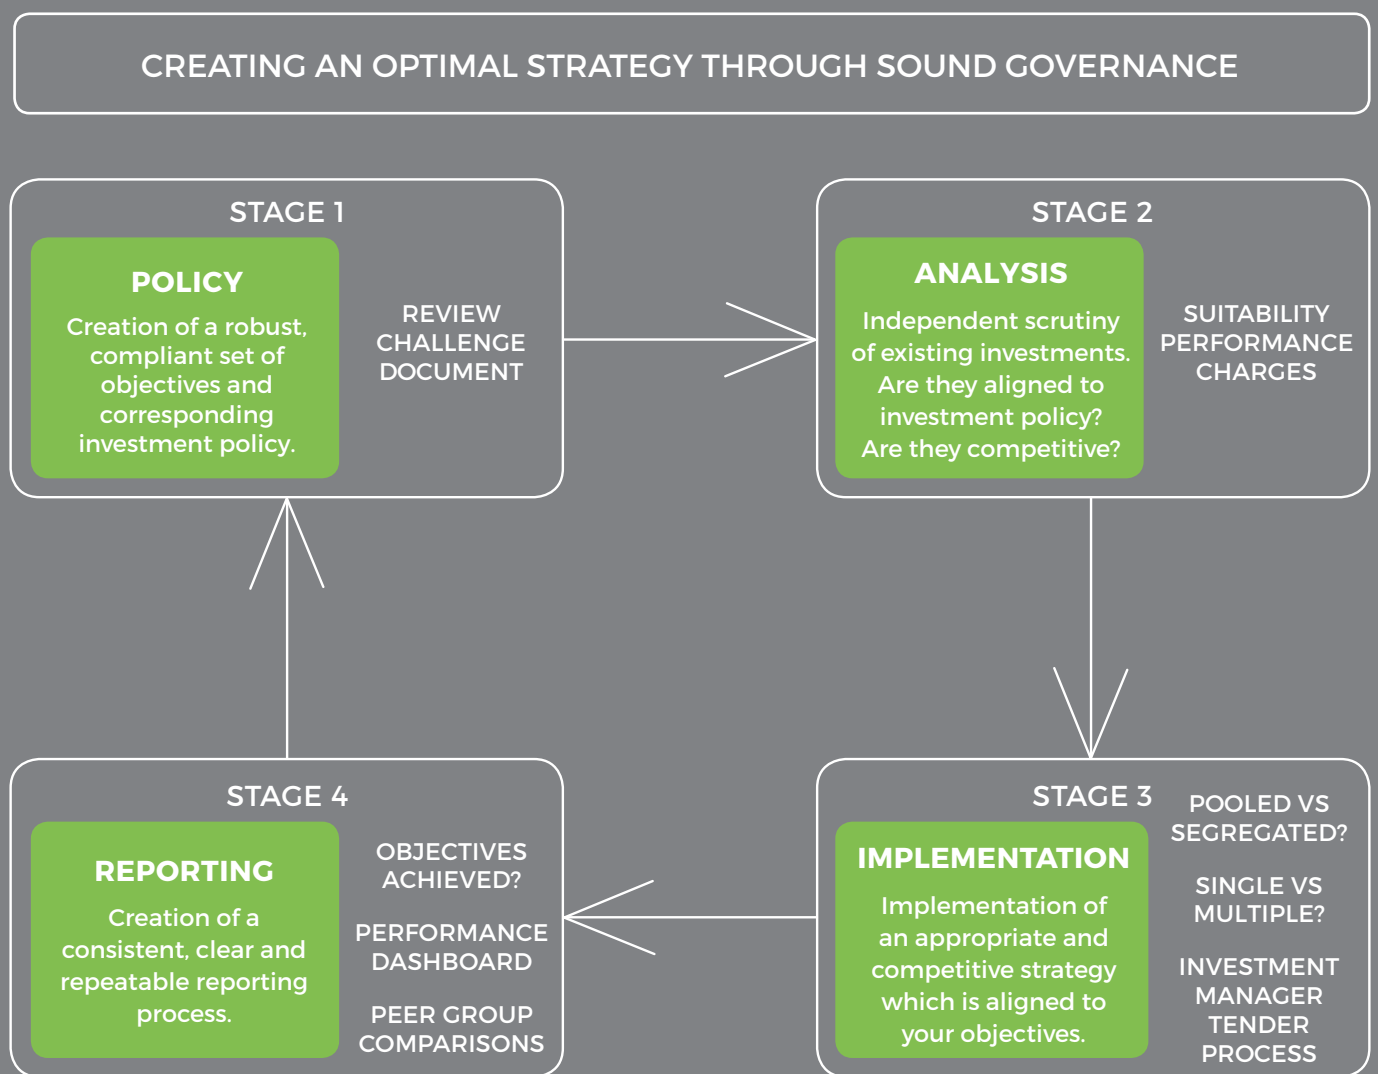 CREATING AN OPTIMAL STRATEGY THROUGH SOUND GOVERNANCE
STAGE 1
POLICY
Creation of a robust,
compliant set of
objectives and
corresponding
investment policy.
REVIEW
CHALLENGE
DOCUMENT
STAGE 2
ANALYSIS
Independent scrutiny
of existing investments.
Are they aligned to
investment policy?
Are they competitive?
SUITABILITY
PERFORMANCE
CHARGES
STAGE 3
IMPLEMENTATION
Implementation of
an appropriate and
competitive strategy
which is aligned to
your objectives.
POOLED VS
SEGREGATED?
SINGLE VS
MULTIPLE?
INVESTMENT
MANAGER
TENDER
PROCESS
STAGE 4
REPORTING
Creation of a
consistent, clear and
repeatable reporting
process.
OBJECTIVES
ACHIEVED?
PERFORMANCE
DASHBOARD
PEER GROUP
COMPARISONS